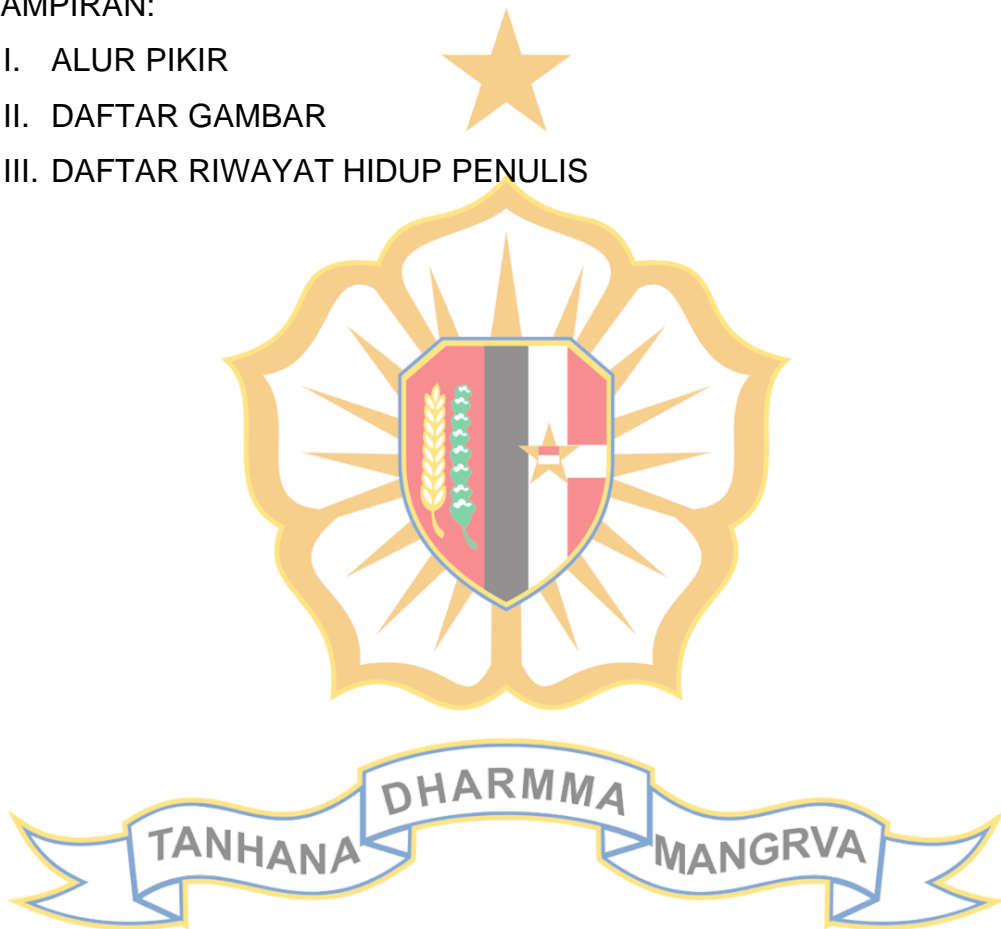 AMPIRAN:
I. ALUR PIKIR
II. DAFTAR GAMBAR
III. DAFTAR RIWAYAT HIDUP PENULIS
TANHANA DHARMMA MANGRVA